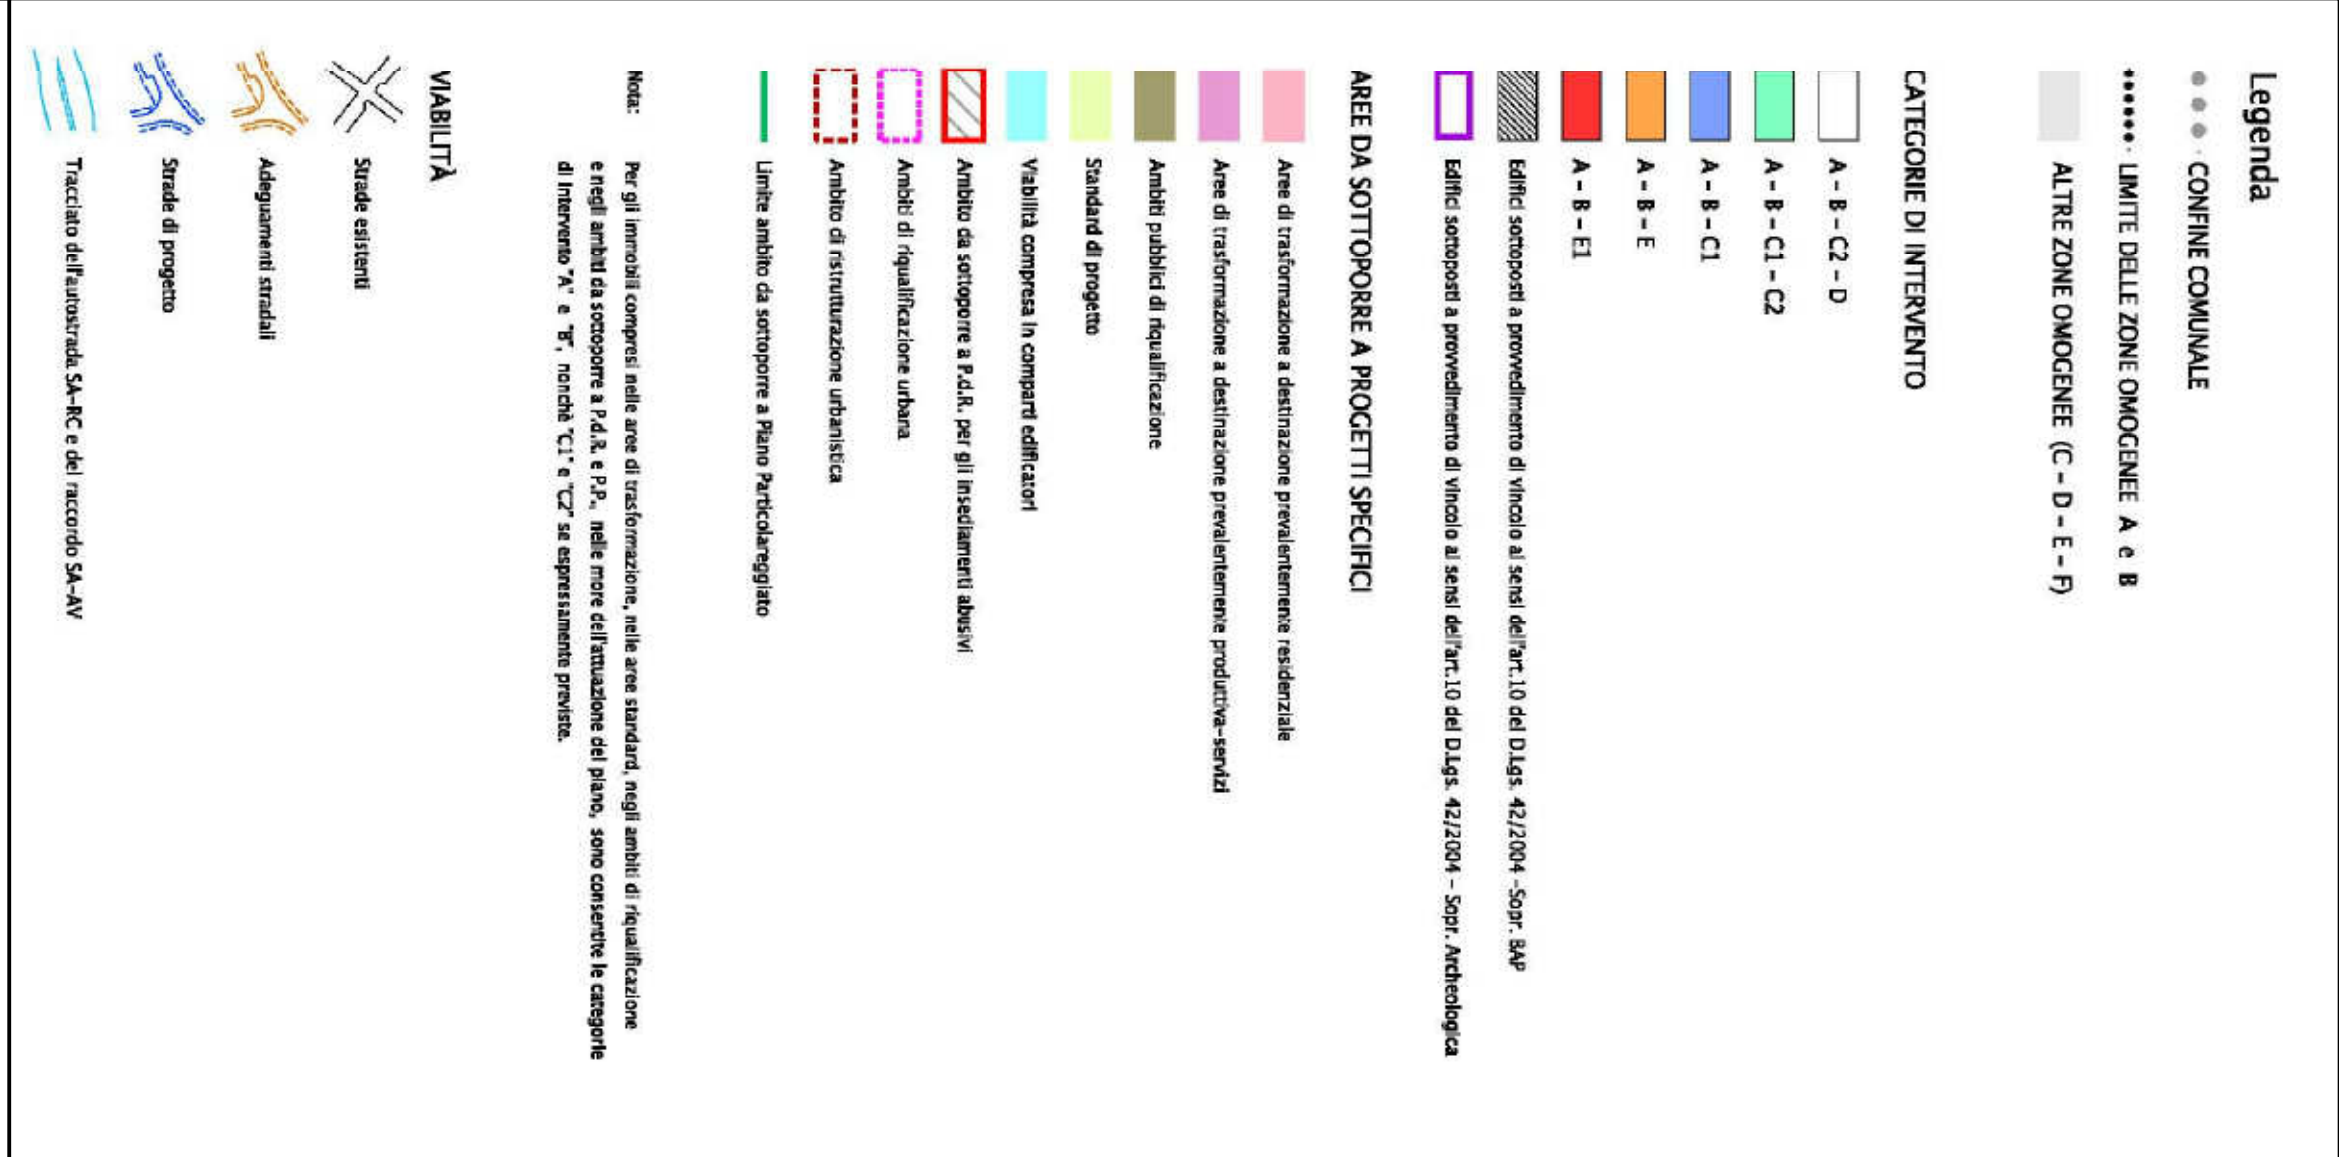 Legenda
CONFINE COMUNALE
LIMITE DELLE ZONE OMOGENEE A e B
ALTRE ZONE OMOGENEE (C – D – E – F)
CATEGORIE DI INTERVENTO
A – B – C2 – D
A – B – C1 – C2
A – B – C1
A – B – E
A – B – E1
Edifici sottoposti a provvedimento di vincolo ai sensi dell'art.10 del D.Lgs. 42/2004 –Sopr. BAP
Edifici sottoposti a provvedimento di vincolo ai sensi dell'art.10 del D.Lgs. 42/2004 – Sopr. Archeologica
AREE DA SOTTOPORRE A PROGETTI SPECIFICI
Aree di trasformazione a destinazione prevalentemente residenziale
Aree di trasformazione a destinazione prevalentemente produttiva–servizi
Ambiti pubblici di riqualificazione
Standard di progetto
Viabilità compresa in comparti edificatori
Ambito da sottoporre a P.d.R. per gli insediamenti abusivi
Ambiti di riqualificazione urbana
Ambito di ristrutturazione urbanistica
Limite ambito da sottoporre a Piano Particolareggiato
Nota: Per gli immobili compresi nelle aree di trasformazione, nelle aree standard, negli ambiti di riqualificazione
e negli ambiti da sottoporre a P.d.R. e P.P., nelle more dell'attuazione del piano, sono consentite le categorie
di intervento "A" e "B", nonchè "C1" e "C2" se espressamente previste.
VIABILITÀ
Strade esistenti
Adeguamenti stradali
Strade di progetto
Tracciato dell'autostrada SA–RC e del raccordo SA–AV